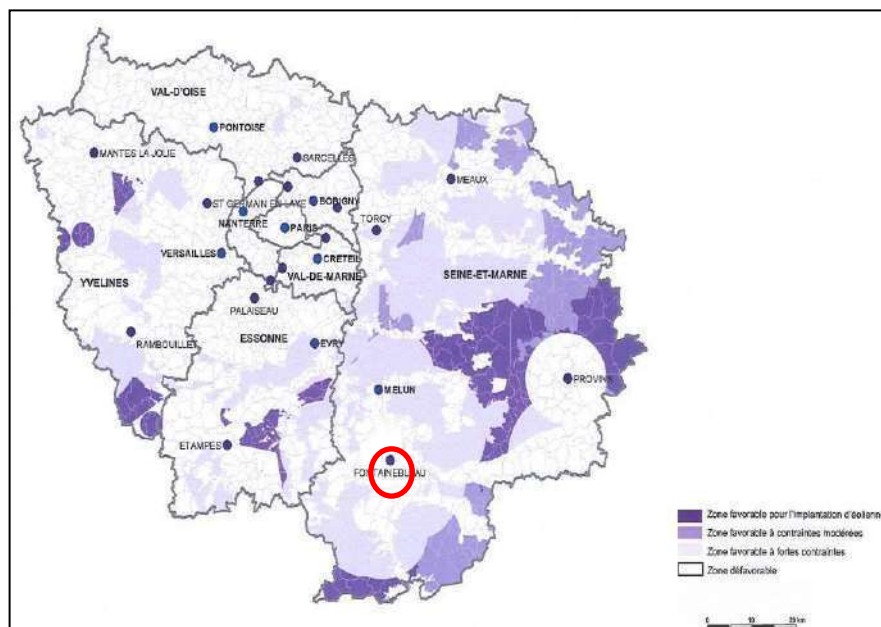 VAL-D'OISE
PONTOISE
MANTES LA JOLIE
SARCELLES
MEAUX
ST GERMAIN EN LAYE
BOBIGNY
NANTERRE
PARIS
TORCY
VERSAILLES
CRETEIL
VAL-DE-MARNE
SEINE-ET-MARNE
YVELINES
PALAISEAU
ESSONNE
RAMBOUILLET
EVRY
PROVINS
MELUN
ETAMPES
FONTAINEBLEAU
Zone favorable pour l'implantation d'éolienne
Zone favorable à contraintes modérées
Zone favorable à fortes contraintes
Zone défavorable
0 10 20 km